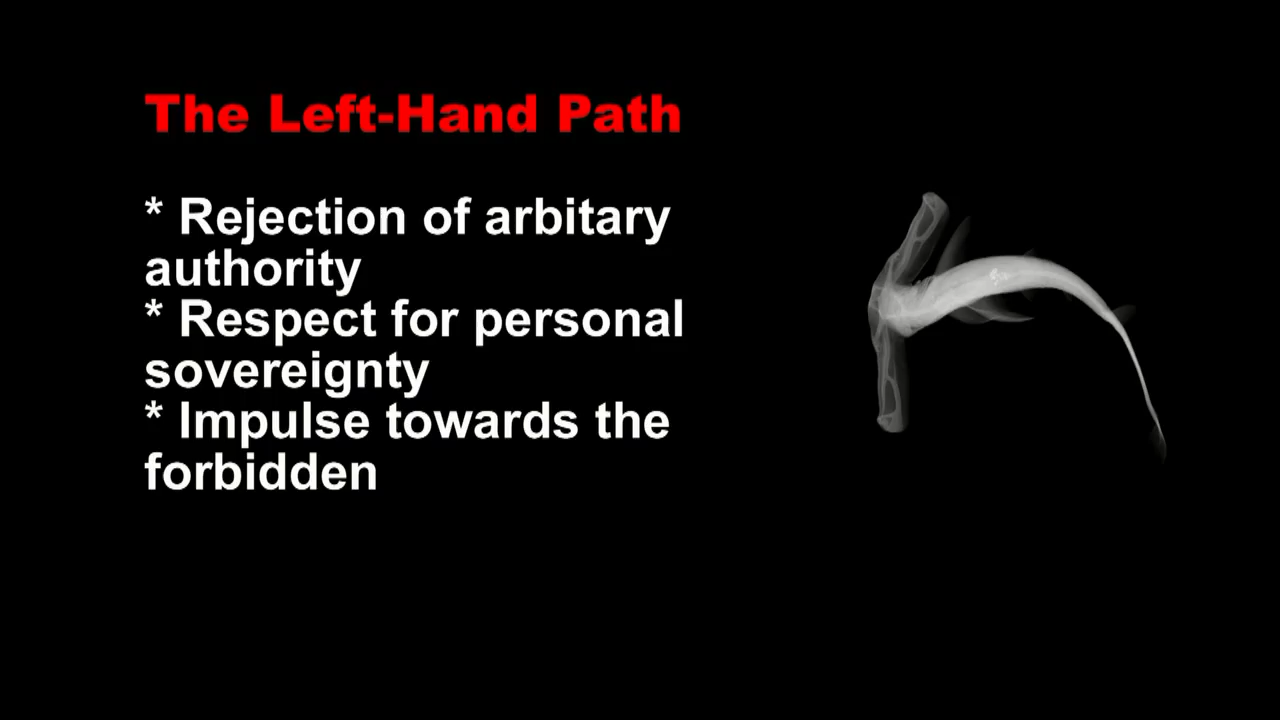 The Left-Hand Path
* Rejection of arbitary
authority
* Respect for personal
sovereignty
* Impulse towards the
forbidden